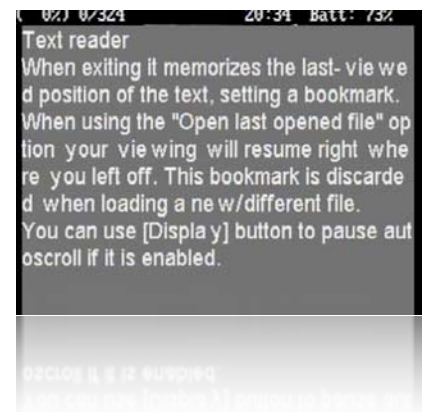 ( 0%) 0/324 20:34 Batt: 73%
Text reader
When exiting it memorizes the last- vie we
d position of the text, setting a bookmark.
When using the "Open last opened file" op
tion your vie wing will resume right whe
re you left off. This bookmark is discarde
d when loading a ne w/different file.
You can use [Displa y] button to pause aut
oscroll if it is enabled.